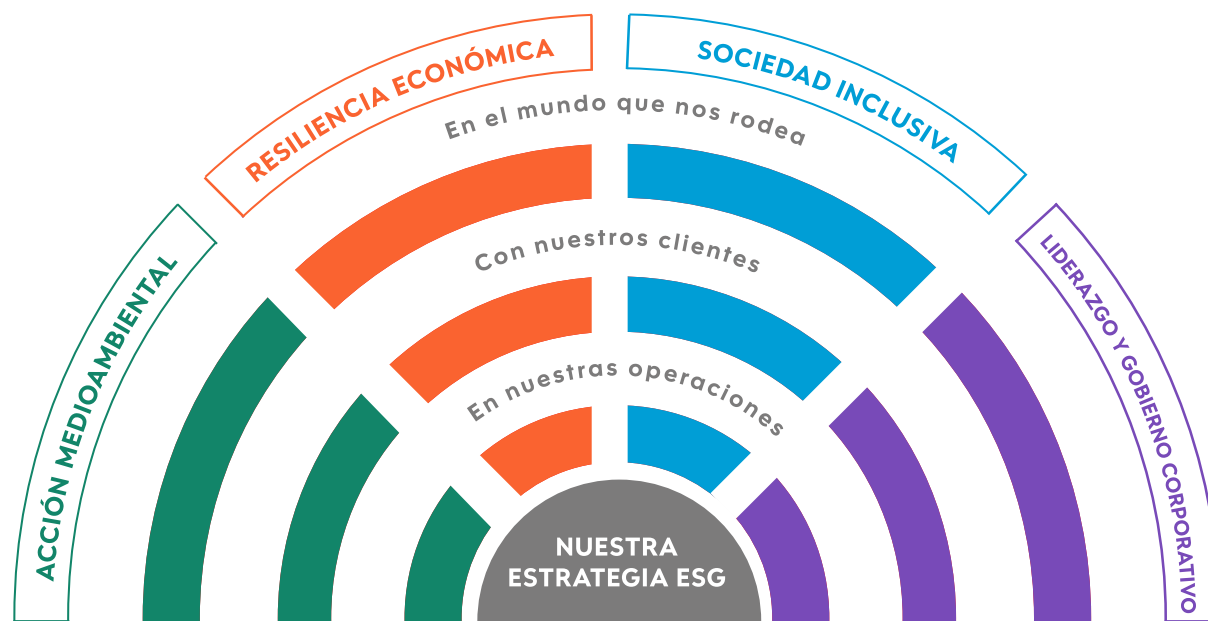 ACCIÓN MEDIOAMBIENTAL
RESILIENCIA ECONÓMICA
SOCIEDAD INCLUSIVA
LIDERAZGO Y GOBIERNO CORPORATIVO
En el mundo que nos rodea
Con nuestros clientes
En nuestras operaciones
NUESTRA
ESTRATEGIA ESG